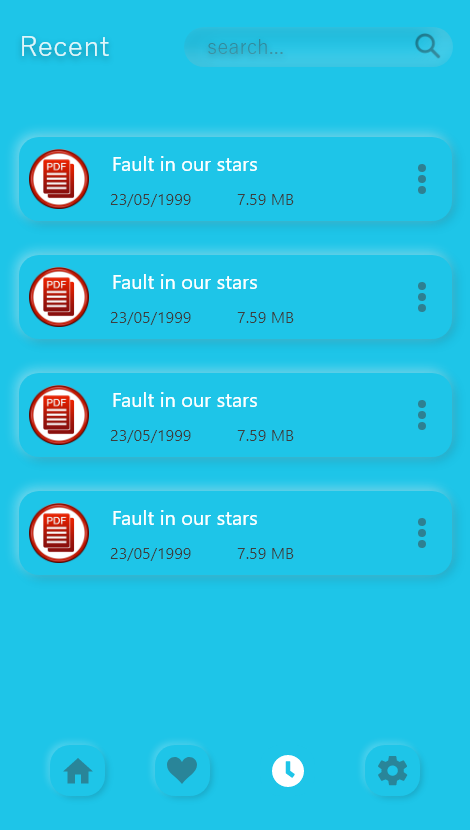 Recent
search...
PDF
Fault in our stars
23/05/1999 7.59 MB
PDF
Fault in our stars
23/05/1999 7.59 MB
PDF
Fault in our stars
23/05/1999 7.59 MB
PDF
Fault in our stars
23/05/1999 7.59 MB